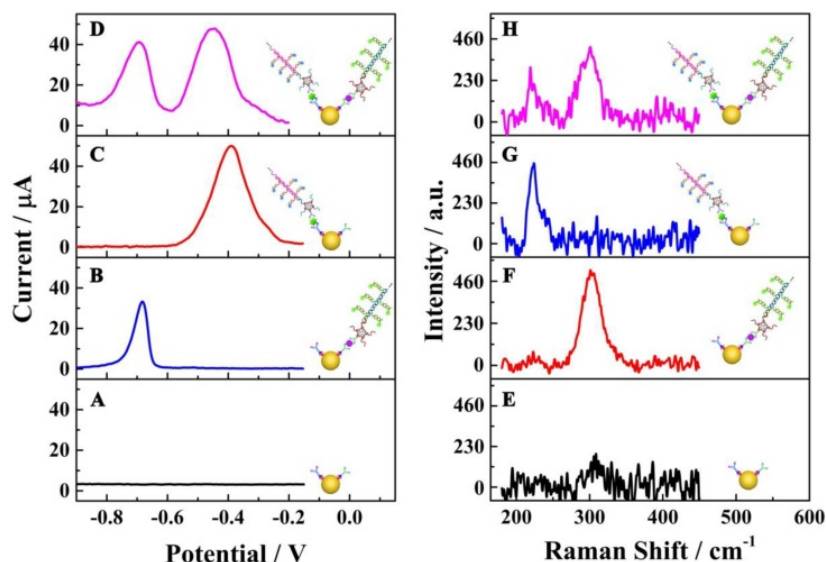 D
40
20
0
C
40
20
0
B
40
20
0
A
40
20
0
-0.8 -0.6 -0.4 -0.2 0.0
Potential / V
Current / μA
H
460
230
0
G
460
230
0
F
460
230
0
E
460
230
0
200 300 400 500 600
Raman Shift / cm⁻¹
Intensity / a.u.